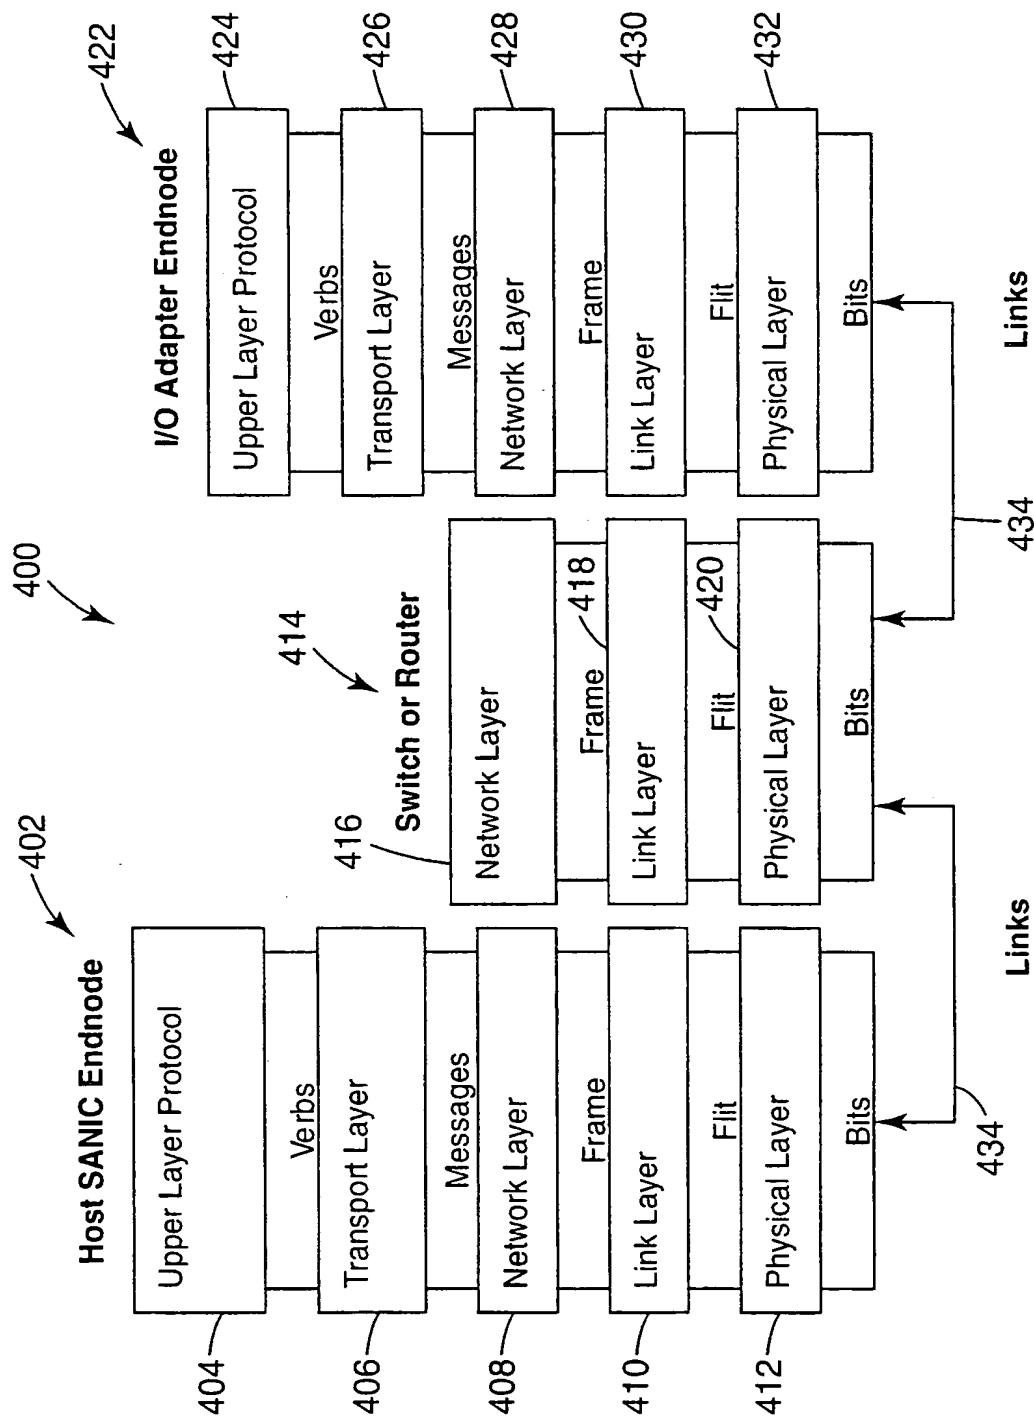 400
Host SANIC Endnode
402
Upper Layer Protocol
404
Verbs
Transport Layer
406
Messages
Network Layer
408
Frame
Link Layer
410
Flit
Physical Layer
412
Bits
Switch or Router
414
Network Layer
416
Frame
418
Link Layer
Flit
420
Physical Layer
Bits
I/O Adapter Endnode
422
Upper Layer Protocol
424
Verbs
Transport Layer
426
Messages
Network Layer
428
Frame
Link Layer
430
Flit
Physical Layer
432
Bits
434
Links
434
Links